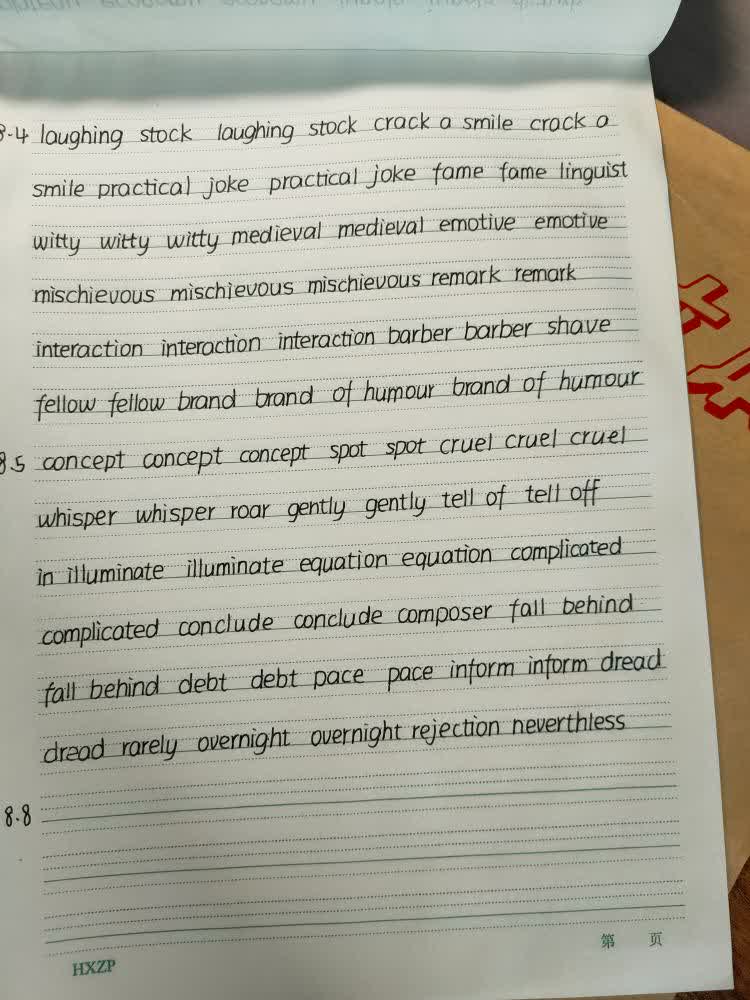 8.4 laughing stock laughing stock crack a smile crack a
smile practical joke practical joke fame fame linguist
witty witty witty medieval medieval emotive emotive
mischievous mischievous mischievous remark remark
interaction interaction interaction barber barber shave
fellow fellow brand brand of humour brand of humour
8.5 concept concept concept spot spot cruel cruel cruel
whisper whisper roar gently gently tell of tell off
in illuminate illuminate equation equation complicated
complicated conclude conclude composer fall behind
fall behind debt debt pace pace inform inform dread
dread rarely overnight overnight rejection neverthless
8.8
第 页
HXZP